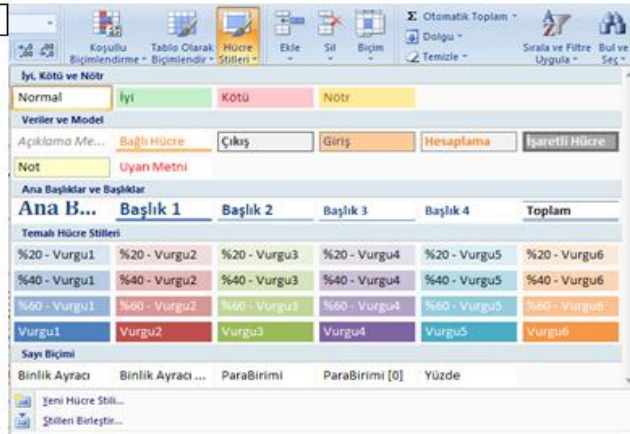 Σ Otomatik Toplam
Koşullu Biçimlendirme Tablo Olarak Biçimlendir Hücre Stilleri Ekle Sil Biçim Dolgu Temizle Sırala ve Filtre Uygula Bul ve Seç
İyi, Kötü ve Nötr
Normal İyi Kötü Nötr
Veriler ve Model
Açıklama Me... Bağlı Hücre Çıkış Giriş Hesaplama İşaretli Hücre
Not Uyarı Metni
Ana Başlıklar ve Başlıklar
Ana B... Başlık 1 Başlık 2 Başlık 3 Başlık 4 Toplam
Temalı Hücre Stilleri
%20 - Vurgu1 %20 - Vurgu2 %20 - Vurgu3 %20 - Vurgu4 %20 - Vurgu5 %20 - Vurgu6
%40 - Vurgu1 %40 - Vurgu2 %40 - Vurgu3 %40 - Vurgu4 %40 - Vurgu5 %40 - Vurgu6
%60 - Vurgu1 %60 - Vurgu2 %60 - Vurgu3 %60 - Vurgu4 %60 - Vurgu5 %60 - Vurgu6
Vurgu1 Vurgu2 Vurgu3 Vurgu4 Vurgu5 Vurgu6
Sayı Biçimi
Binlik Ayracı Binlik Ayracı ... ParaBirimi ParaBirimi [0] Yüzde
Yeni Hücre Stili...
Stilleri Birleştir...